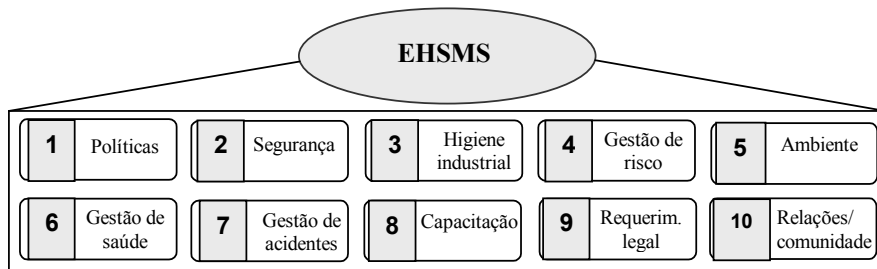 EHSMS
1 Políticas
2 Segurança
3 Higiene
industrial
4 Gestão de
risco
5 Ambiente
6 Gestão de
saúde
7 Gestão de
acidentes
8 Capacitação
9 Requerim.
legal
10 Relações/
comunidade